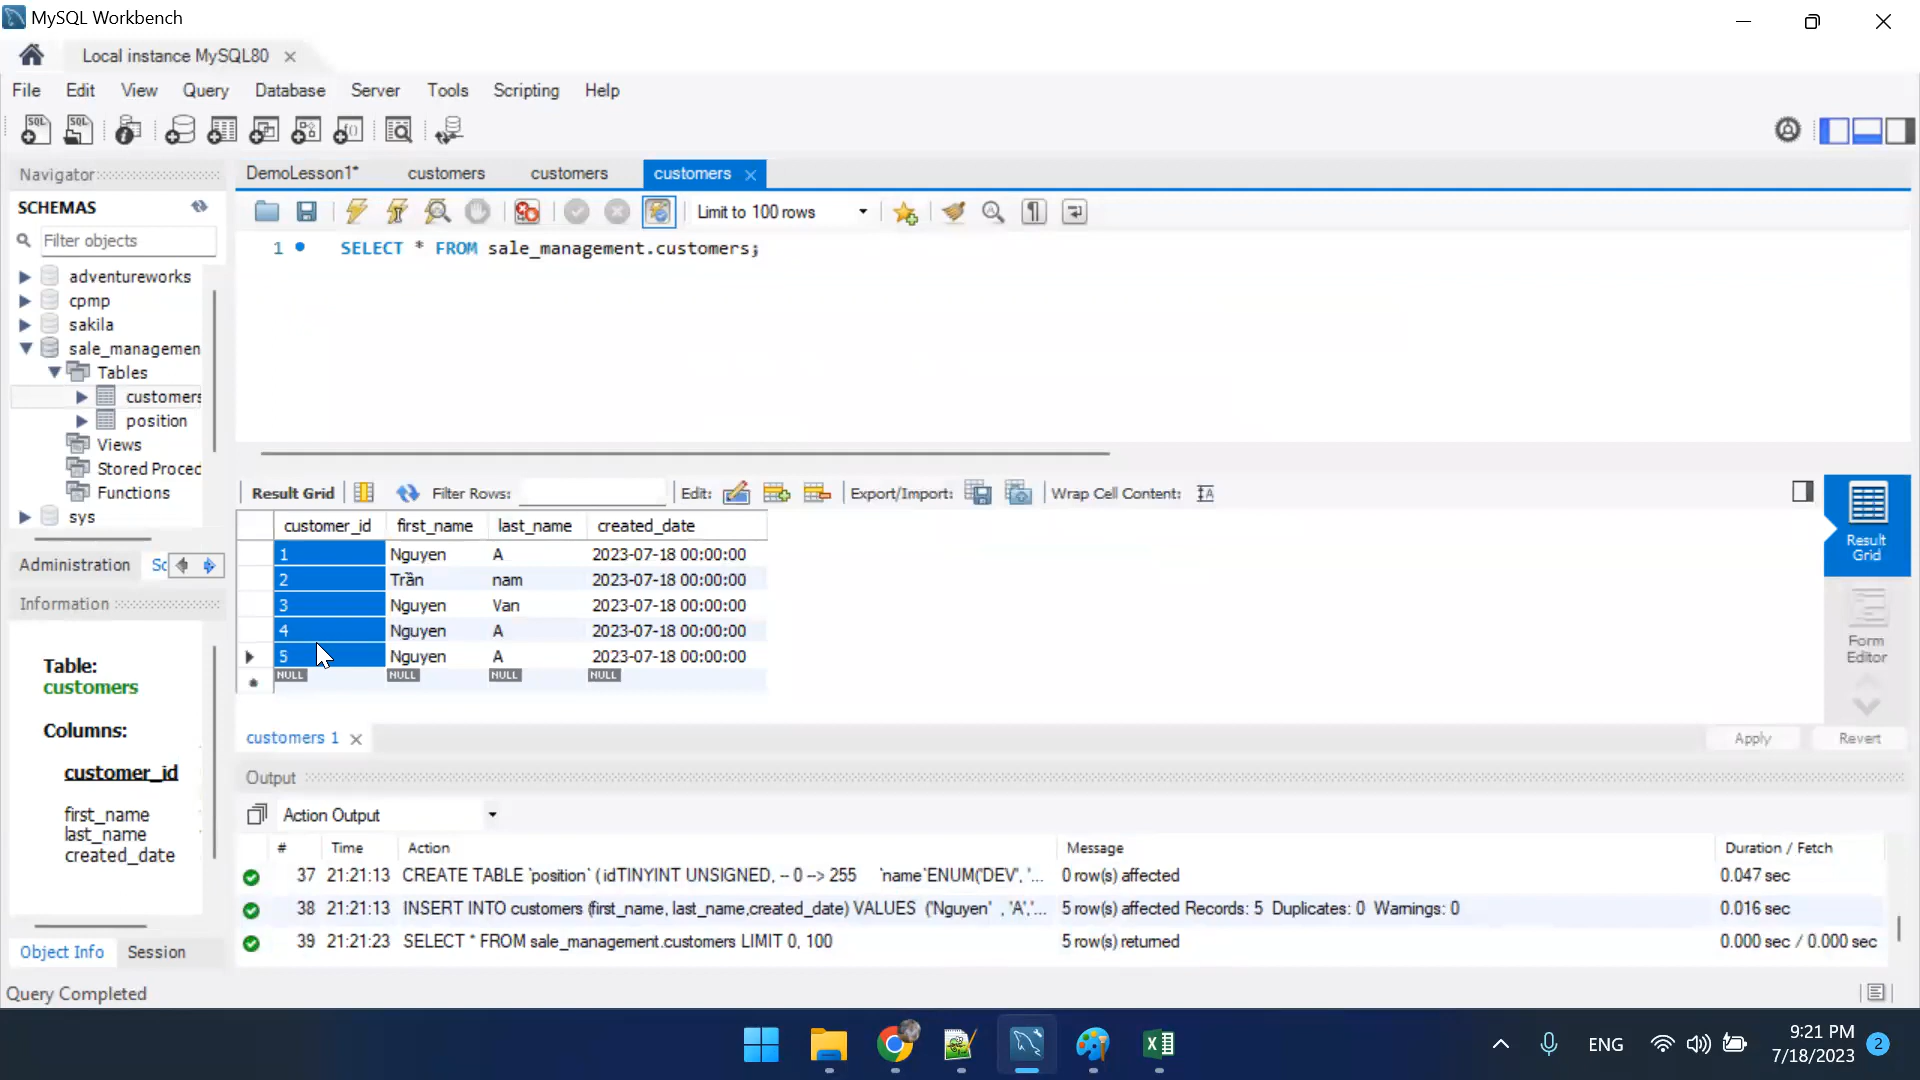 MySQL Workbench
Local instance MySQL80
File Edit View Query Database Server Tools Scripting Help
Navigator
SCHEMAS
Filter objects
adventureworks
cpmp
sakila
sale_managemen
Tables
customers
position
Views
Stored Proced
Functions
sys
Administration Sc
Information
Table:
customers
Columns:
customer_id
first_name
last_name
created_date
Object Info Session
DemoLesson1* customers customers customers
Limit to 100 rows
1 SELECT * FROM sale_management.customers;
Result Grid Filter Rows: Edit: Export/Import: Wrap Cell Content:
customer_id first_name last_name created_date
1 Nguyen A 2023-07-18 00:00:00
2 Trần nam 2023-07-18 00:00:00
3 Nguyen Van 2023-07-18 00:00:00
4 Nguyen A 2023-07-18 00:00:00
5 Nguyen A 2023-07-18 00:00:00
NULL NULL NULL NULL
Result
Grid
Form
Editor
customers 1
Apply Revert
Output
Action Output
# Time Action Message Duration / Fetch
37 21:21:13 CREATE TABLE `position` ( idTINYINT UNSIGNED, -- 0 --> 255 `name`ENUM('DEV', '... 0 row(s) affected 0.047 sec
38 21:21:13 INSERT INTO customers (first_name, last_name,created_date) VALUES ('Nguyen' , 'A','... 5 row(s) affected Records: 5 Duplicates: 0 Warnings: 0 0.016 sec
39 21:21:23 SELECT * FROM sale_management.customers LIMIT 0, 100 5 row(s) returned 0.000 sec / 0.000 sec
Query Completed
ENG
9:21 PM
7/18/2023
2